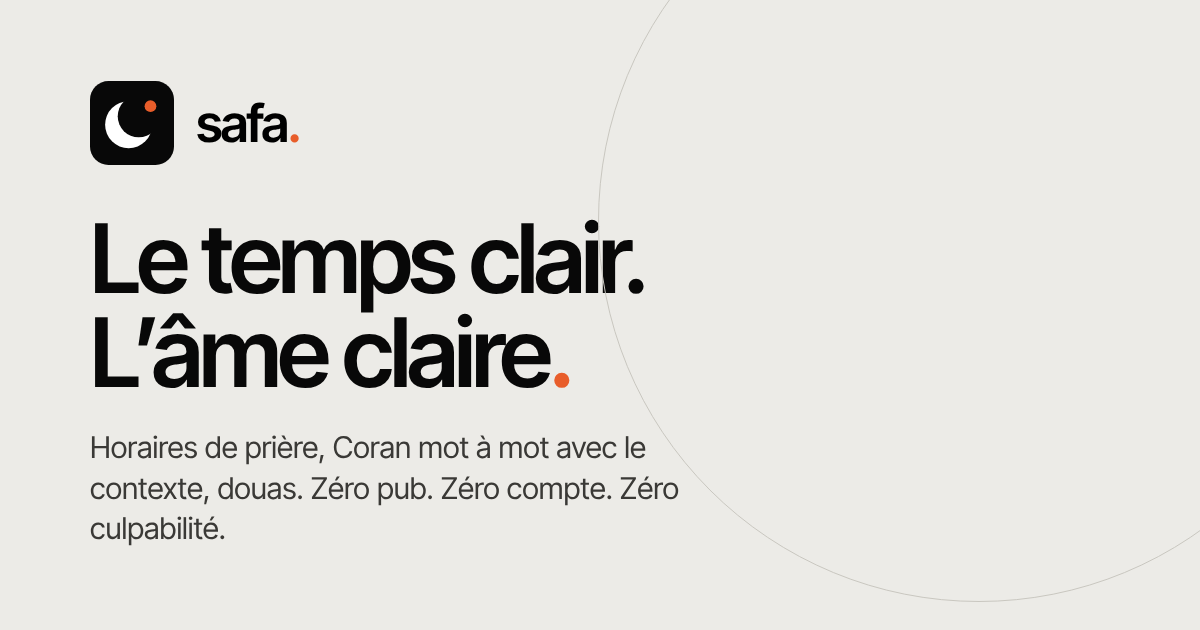 safa.
Le temps clair.
L’âme claire.
Horaires de prière, Coran mot à mot avec le
contexte, douas. Zéro pub. Zéro compte. Zéro
culpabilité.